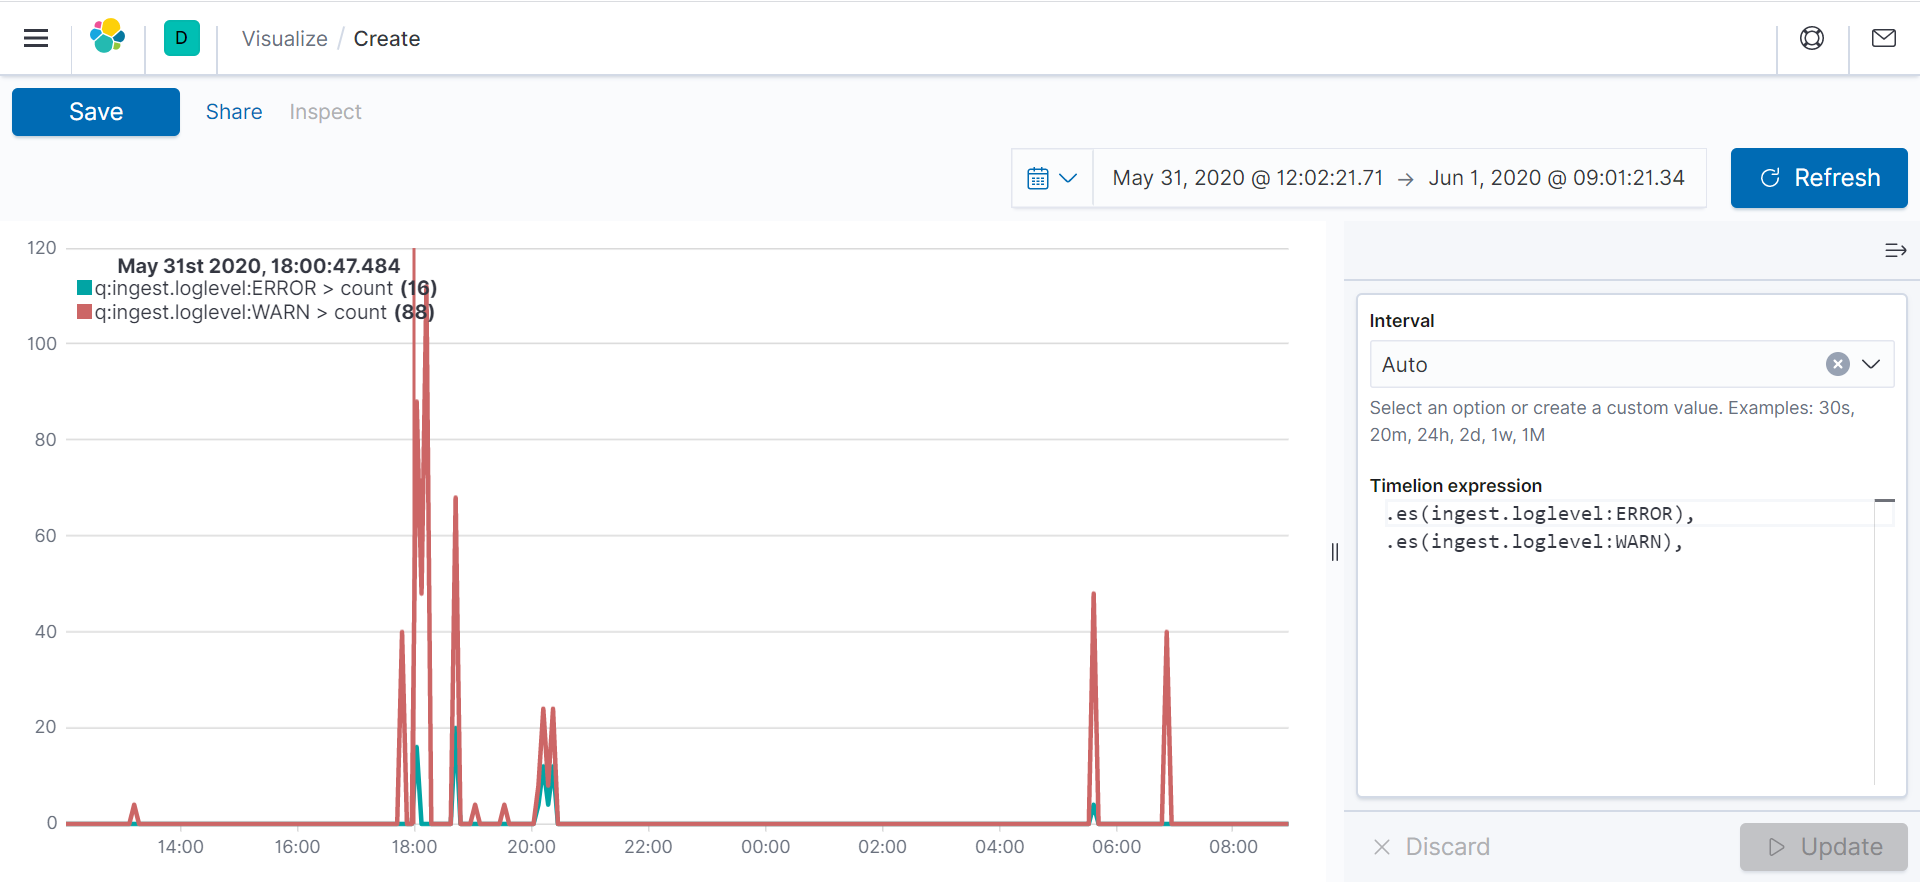 D Visualize / Create
Save Share Inspect
May 31, 2020 @ 12:02:21.71 → Jun 1, 2020 @ 09:01:21.34 Refresh
120
May 31st 2020, 18:00:47.484
q:ingest.loglevel:ERROR > count (16)
q:ingest.loglevel:WARN > count (88)
100
80
60
40
20
0
14:00 16:00 18:00 20:00 22:00 00:00 02:00 04:00 06:00 08:00
Interval
Auto
Select an option or create a custom value. Examples: 30s,
20m, 24h, 2d, 1w, 1M
Timelion expression
.es(ingest.loglevel:ERROR),
.es(ingest.loglevel:WARN),
Discard Update